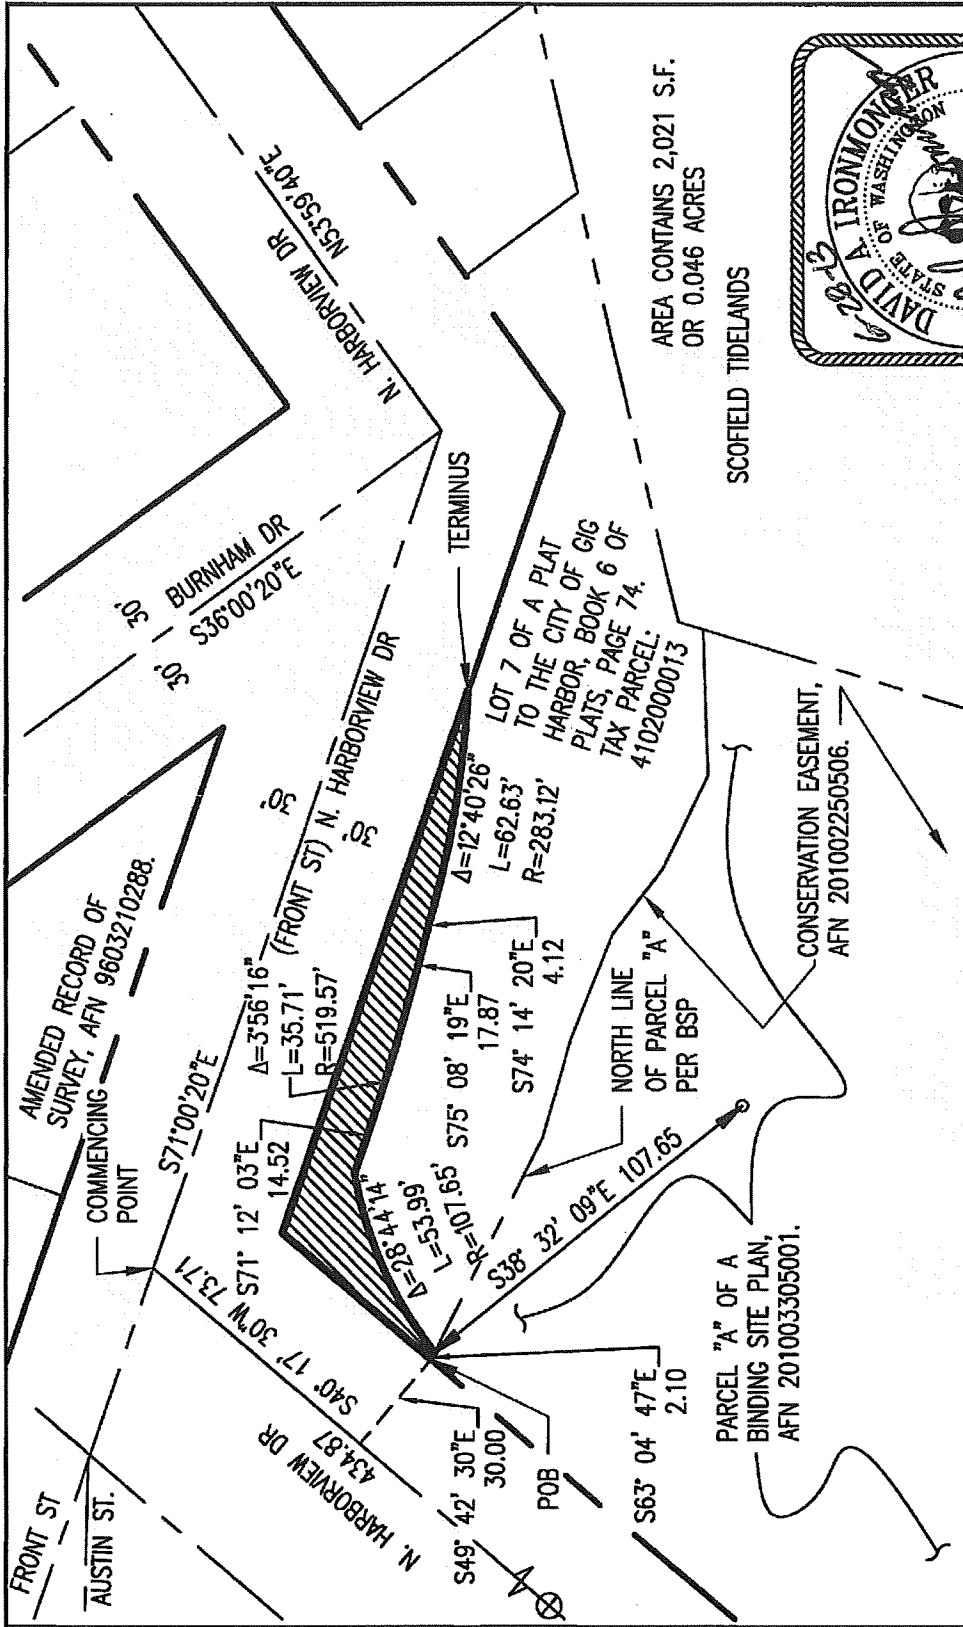 FRONT ST
AUSTIN ST.
AMENDED RECORD OF
SURVEY, AFN 9603210288.
COMMENCING
POINT
S71°00'20"E
N. HARBORVIEW DR
434.87
S40° 17' 30"W 73.71
S71° 12' 03"E
14.52
Δ=3°56'16"
L=35.71'
R=519.57'
(FRONT ST) N. HARBORVIEW DR
30'
30'
30'
30'
BURNHAM DR
S36°00'20"E
N. HARBORVIEW DR
N53°59'40"E
TERMINUS
Δ=28°44'14"
L=53.99'
R=107.65'
S75° 08' 19"E
17.87
S74° 14' 20"E
4.12
Δ=12°40'26"
L=62.63'
R=283.12'
LOT 7 OF A PLAT
TO THE CITY OF GIG
HARBOR, BOOK 6 OF
PLATS, PAGE 74.
TAX PARCEL:
4102000013
S49° 42' 30"E
30.00
POB
S63° 04' 47"E
2.10
S38° 32' 09"E 107.65
NORTH LINE
OF PARCEL "A"
PER BSP
PARCEL "A" OF A
BINDING SITE PLAN,
AFN 201003305001.
CONSERVATION EASEMENT,
AFN 201002250506.
AREA CONTAINS 2,021 S.F.
OR 0.046 ACRES
SCOFIELD TIDELANDS
DAVID A IRONMONGER
STATE OF WASHINGTON